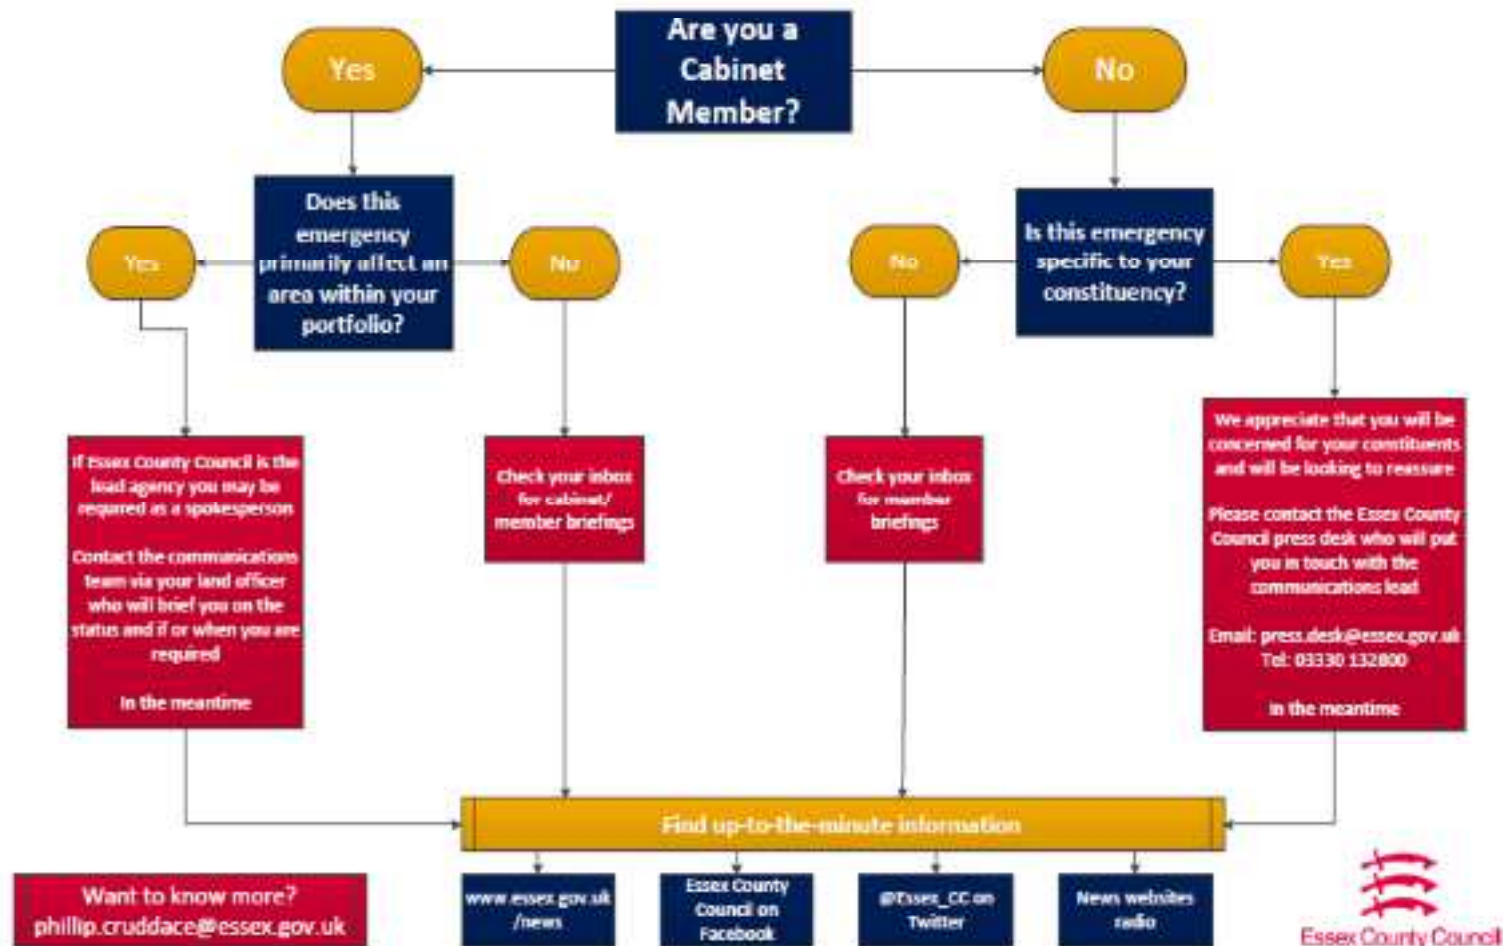 Are you a
Cabinet
Member?
Yes
No
Does this
emergency
primarily affect an
area within your
portfolio?
Yes
No
Is this emergency
specific to your
constituency?
No
Yes
If Essex County Council is the
lead agency you may be
required as a spokesperson
Contact the communications
team via your land officer
who will brief you on the
status and if or when you are
required
In the meantime
Check your inbox
for cabinet/
member briefings
Check your inbox
for member
briefings
We appreciate that you will be
concerned for your constituents
and will be looking to reassure
Please contact the Essex County
Council press desk who will put
you in touch with the
communications lead
Email: press.desk@essex.gov.uk
Tel: 03330 132800
In the meantime
Find up-to-the-minute information
www.essex.gov.uk
/news
Essex County
Council on
Facebook
@Essex_CC on
Twitter
News websites
radio
Want to know more?
phillip.cruddace@essex.gov.uk
Essex County Council